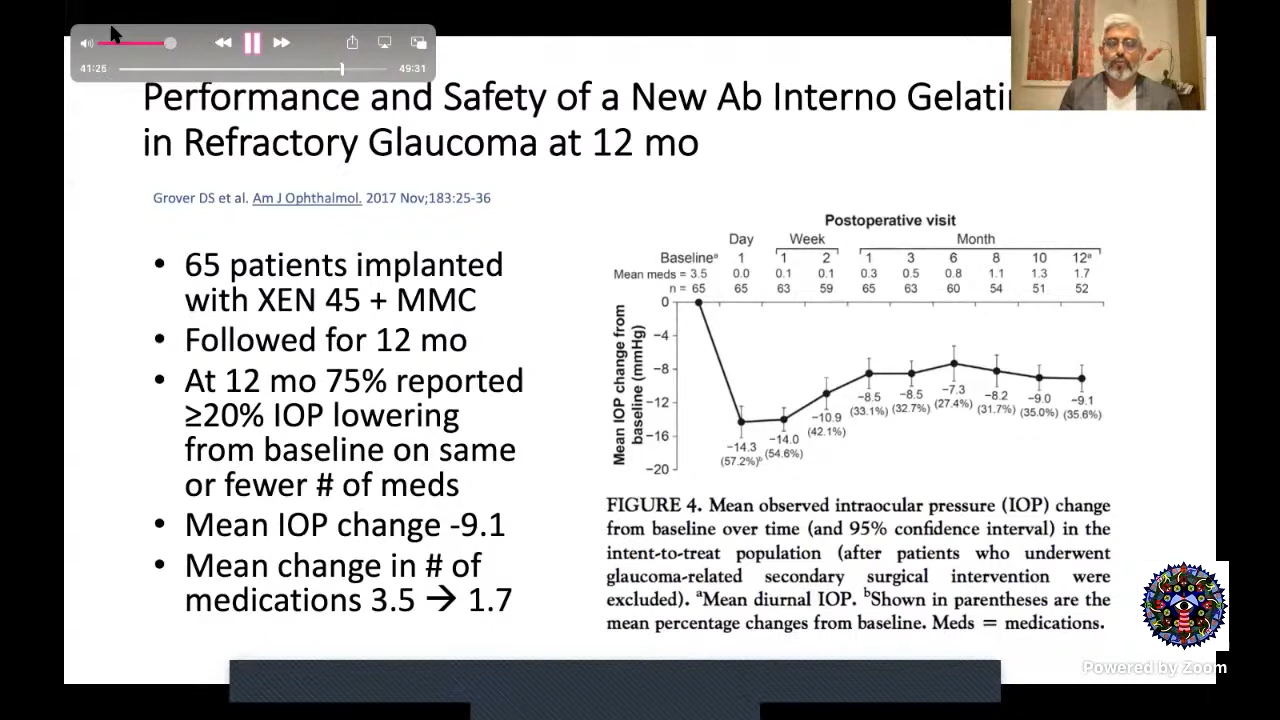 41:25
49:31
Performance and Safety of a New Ab Interno Gelati
in Refractory Glaucoma at 12 mo
Grover DS et al. Am J Ophthalmol. 2017 Nov;183:25-36
• 65 patients implanted
with XEN 45 + MMC
• Followed for 12 mo
• At 12 mo 75% reported
≥20% IOP lowering
from baseline on same
or fewer # of meds
• Mean IOP change -9.1
• Mean change in # of
medications 3.5 → 1.7
Postoperative visit
Day Week Month
Baselineᵃ 1 1 2 1 3 6 8 10 12ᵃ
Mean meds = 3.5 0.0 0.1 0.1 0.3 0.5 0.8 1.1 1.3 1.7
n = 65 65 63 59 65 63 60 54 51 52
Mean IOP change from
baseline (mmHg)
0
−4
−8
−12
−16
−20
−14.3
(57.2%)ᵇ
−14.0
(54.6%)
−10.9
(42.1%)
−8.5
(33.1%)
−8.5
(32.7%)
−7.3
(27.4%)
−8.2
(31.7%)
−9.0
(35.0%)
−9.1
(35.6%)
FIGURE 4. Mean observed intraocular pressure (IOP) change
from baseline over time (and 95% confidence interval) in the
intent-to-treat population (after patients who underwent
glaucoma-related secondary surgical intervention were
excluded). ᵃMean diurnal IOP. ᵇShown in parentheses are the
mean percentage changes from baseline. Meds = medications.
Powered by Zoom